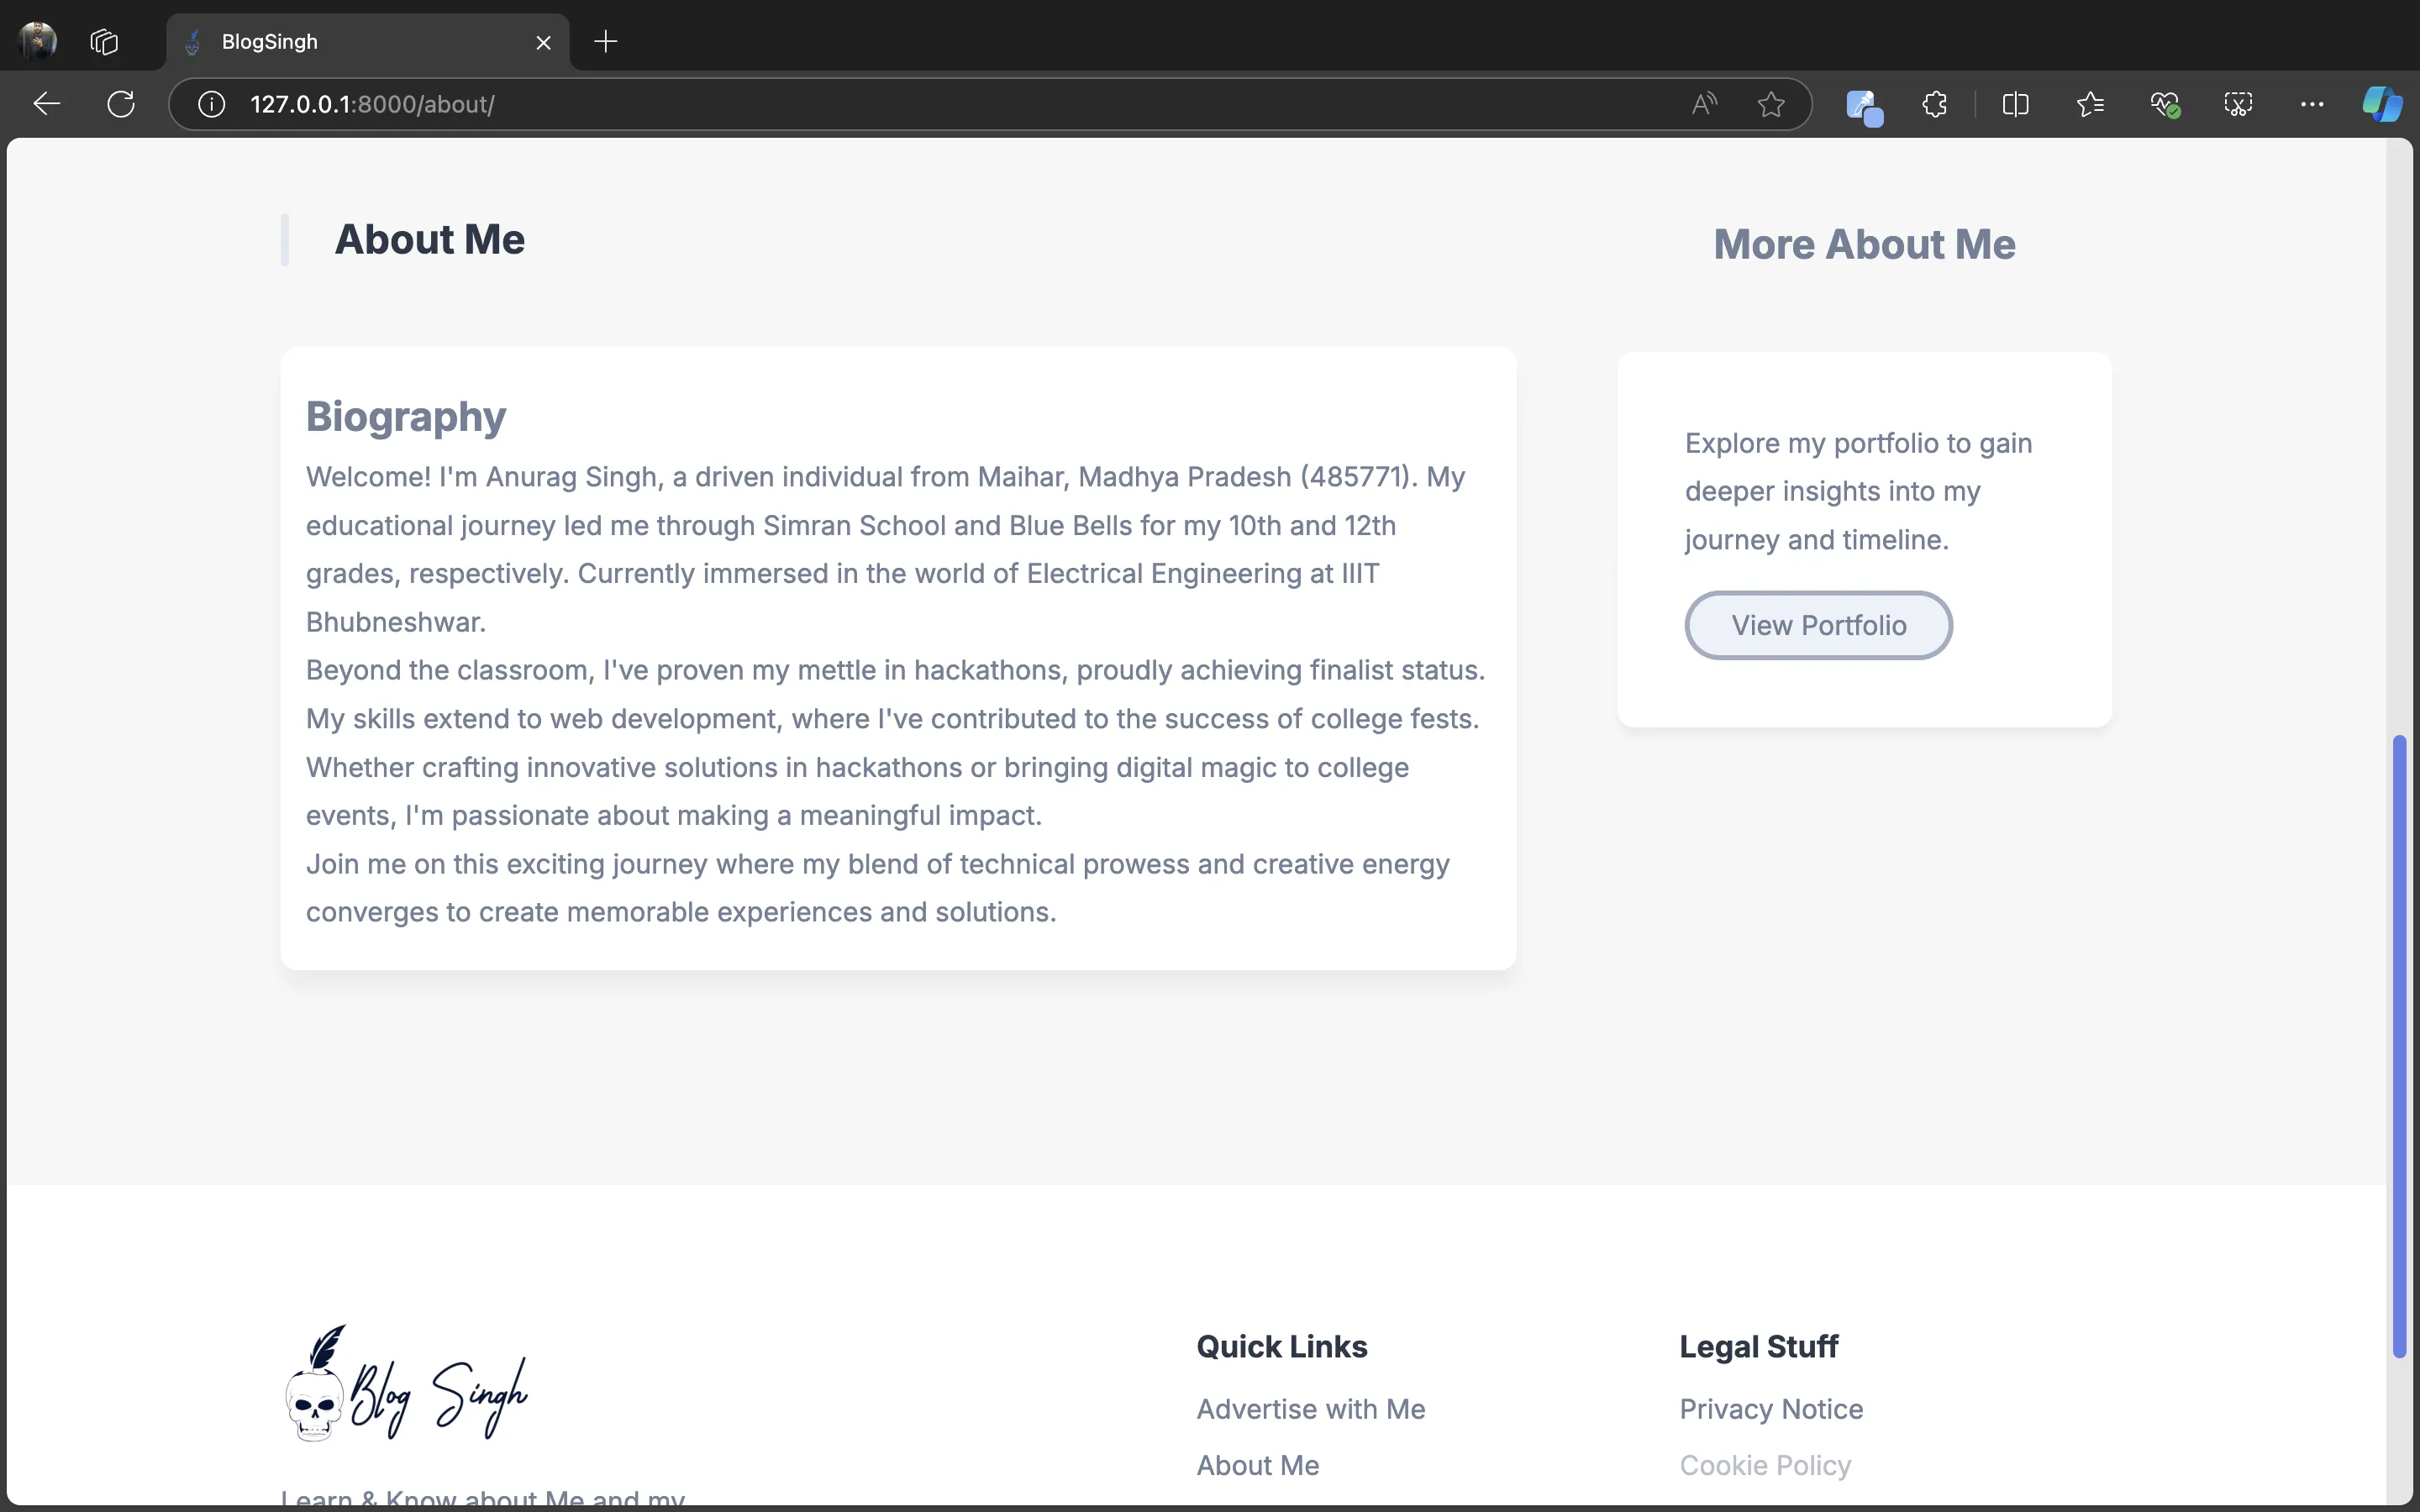 BlogSingh
127.0.0.1:8000/about/
About Me
More About Me
Biography
Welcome! I'm Anurag Singh, a driven individual from Maihar, Madhya Pradesh (485771). My
educational journey led me through Simran School and Blue Bells for my 10th and 12th
grades, respectively. Currently immersed in the world of Electrical Engineering at IIIT
Bhubneshwar.
Beyond the classroom, I've proven my mettle in hackathons, proudly achieving finalist status.
My skills extend to web development, where I've contributed to the success of college fests.
Whether crafting innovative solutions in hackathons or bringing digital magic to college
events, I'm passionate about making a meaningful impact.
Join me on this exciting journey where my blend of technical prowess and creative energy
converges to create memorable experiences and solutions.
Explore my portfolio to gain
deeper insights into my
journey and timeline.
View Portfolio
Blog Singh
Learn & Know about Me and my
Quick Links
Advertise with Me
About Me
Legal Stuff
Privacy Notice
Cookie Policy